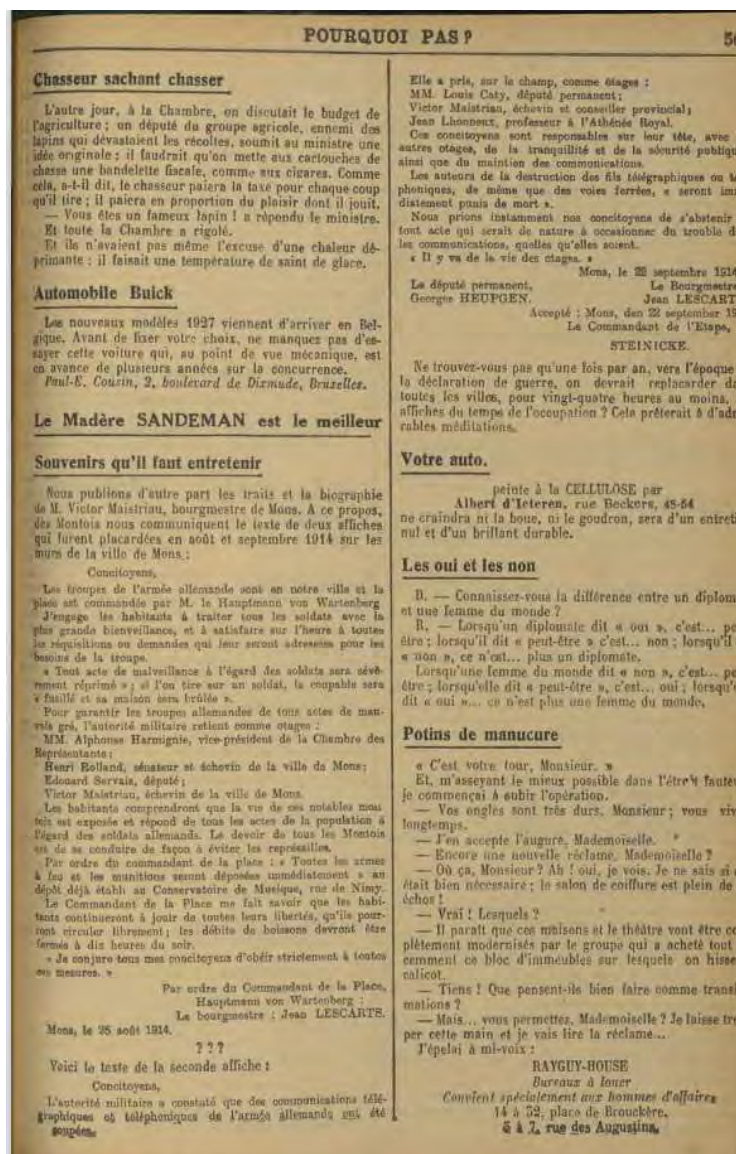 POURQUOI PAS?
Chasseur sachant chasser
L'autre jour, à la Chambre, on discutait le budget de
l'agriculture ; un député du groupe agricole, ennemi des
lapins qui dévastaient les récoltes, soumit au ministre une
idée originale : il faudrait qu'on mette aux cartouches de
chasse une bandelette fiscale, comme aux cigares. Comme
cela, a-t-il dit, le chasseur paiera la taxe pour chaque coup
qu'il tire ; il paiera en proportion du plaisir dont il jouit.
— Vous êtes un fameux lapin ! a répondu le ministre.
Et toute la Chambre a rigolé.
Et ils n'avaient pas même l'excuse d'une chaleur dé-
primante : il faisait une température de saint de glace.
Automobile Buick
Les nouveaux modèles 1927 viennent d'arriver en Bel-
gique. Avant de fixer votre choix, ne manquez pas d'es-
sayer cette voiture qui, au point de vue mécanique, est
en avance de plusieurs années sur la concurrence.
Paul-E. Cousin, 2, boulevard de Dixmude, Bruxelles.
Le Madère SANDEMAN est le meilleur
Souvenirs qu'il faut entretenir
Nous publions d'autre part les traits et la biographie
de M. Victor Maistriau, bourgmestre de Mons. A ce propos,
des Montois nous communiquent le texte de deux affiches
qui furent placardées en août et septembre 1914 sur les
murs de la ville de Mons :
Concitoyens,
Les troupes de l'armée allemande sont en notre ville et la
place est commandée par M. le Hauptmann von Wartenberg
J'engage les habitants à traiter tous les soldats avec la
plus grande bienveillance, et à satisfaire sur l'heure à toutes
les réquisitions ou demandes qui leur seront adressées pour les
besoins de la troupe.
« Tout acte de malveillance à l'égard des soldats sera sévè-
rement réprimé » ; si l'on tire sur un soldat, le coupable sera
« fusillé et sa maison sera brûlée ».
Pour garantir les troupes allemandes de tous actes de mau-
vais gré, l'autorité militaire retient comme otages :
MM. Alphonse Harmignie, vice-président de la Chambre des
Représentants;
Henri Rolland, sénateur et échevin de la ville de Mons;
Edouard Servais, député ;
Victor Maistriau, échevin de la ville de Mons.
Les habitants comprendront que la vie de ces notables mon
tois est exposée et répond de tous les actes de la population à
l'égard des soldats allemands. Le devoir de tous les Montois
est de se conduire de façon à éviter les représailles.
Par ordre du commandant de la place : « Toutes les armes
à feu et les munitions seront déposées immédiatement » au
dépôt déjà établi au Conservatoire de Musique, rue de Nimy.
Le Commandant de la Place me fait savoir que les habi-
tants continueront à jouir de toutes leurs libertés, qu'ils pour-
ront circuler librement ; les débits de boissons devront être
fermés à dix heures du soir.
« Je conjure tous mes concitoyens d'obéir strictement à toutes
ces mesures. »
Par ordre du Commandant de la Place,
Hauptmann von Wartenberg :
Le bourgmestre : Jean LESCARTS.
Mons, le 25 août 1914.
? ? ?
Voici le texte de la seconde affiche :
Concitoyens,
L'autorité militaire a constaté que des communications télé-
graphiques et téléphoniques de l'armée allemande ont été
coupées.
Elle a pris, sur le champ, comme otages :
MM. Louis Caty, député permanent;
Victor Maistriau, échevin et conseiller provincial;
Jean Lhonneux, professeur à l'Athénée Royal.
Ces concitoyens sont responsables sur leur tête, avec
autres otages, de la tranquillité et de la sécurité publiqu
ainsi que du maintien des communications.
Les auteurs de la destruction des fils télégraphiques ou té
phoniques, de même que des voies ferrées, « seront imm
diatement punis de mort ».
Nous prions instamment nos concitoyens de s'abstenir
tout acte qui serait de nature à occasionner du trouble d
les communications, quelles qu'elles soient.
« Il y va de la vie des otages. »
Mons, le 22 septembre 1914
Le député permanent, Le Bourgmestre
Georges HEUPGEN. Jean LESCART
Accepté : Mons, den 22 september 19
Le Commandant de l'Etape,
STEINICKE.
Ne trouvez-vous pas qu'une fois par an, vers l'époque
la déclaration de guerre, on devrait replacarder da
toutes les villes, pour vingt-quatre heures au moins,
affiches du temps de l'occupation ? Cela prêterait à d'adm
rables méditations.
Votre auto.
peinte à la CELLULOSE par
Albert d'Ieteren, rue Beckers, 48-54
ne craindra ni la boue, ni le goudron, sera d'un entreti
nul et d'un brillant durable.
Les oui et les non
D. — Connaissez-vous la différence entre un diplom
et une femme du monde ?
R. — Lorsqu'un diplomate dit « oui », c'est... pe
être ; lorsqu'il dit « peut-être » c'est... non ; lorsqu'il
« non », ce n'est... plus un diplomate.
Lorsqu'une femme du monde dit « non », c'est... pe
être ; lorsqu'elle dit « peut-être », c'est... oui ; lorsqu'e
dit « oui »... ce n'est plus une femme du monde.
Potins de manucure
« C'est votre tour, Monsieur. »
Et, m'asseyant le mieux possible dans l'étroit fauteu
je commençai à subir l'opération.
— Vos ongles sont très durs, Monsieur ; vous viv
longtemps.
— J'en accepte l'augure, Mademoiselle.
— Encore une nouvelle réclame, Mademoiselle ?
— Où ça, Monsieur ? Ah ! oui, je vois. Je ne sais si
était bien nécessaire ; le salon de coiffure est plein de
échos !
— Vrai ! Lesquels ?
— Il paraît que ces maisons et le théâtre vont être co
plètement modernisés par le groupe qui a acheté tout
cemment ce bloc d'immeubles sur lesquels on hisse
calicot.
— Tiens ! Que pensent-ils bien faire comme transf
mations ?
— Mais... vous permettez, Mademoiselle ? Je laisse tre
per cette main et je vais lire la réclame...
J'épelai à mi-voix :
RAYGUY-HOUSE
Bureaux à louer
Convient spécialement aux hommes d'affaires
14 à 32, place de Brouckère.
5 à 7, rue des Augustins.